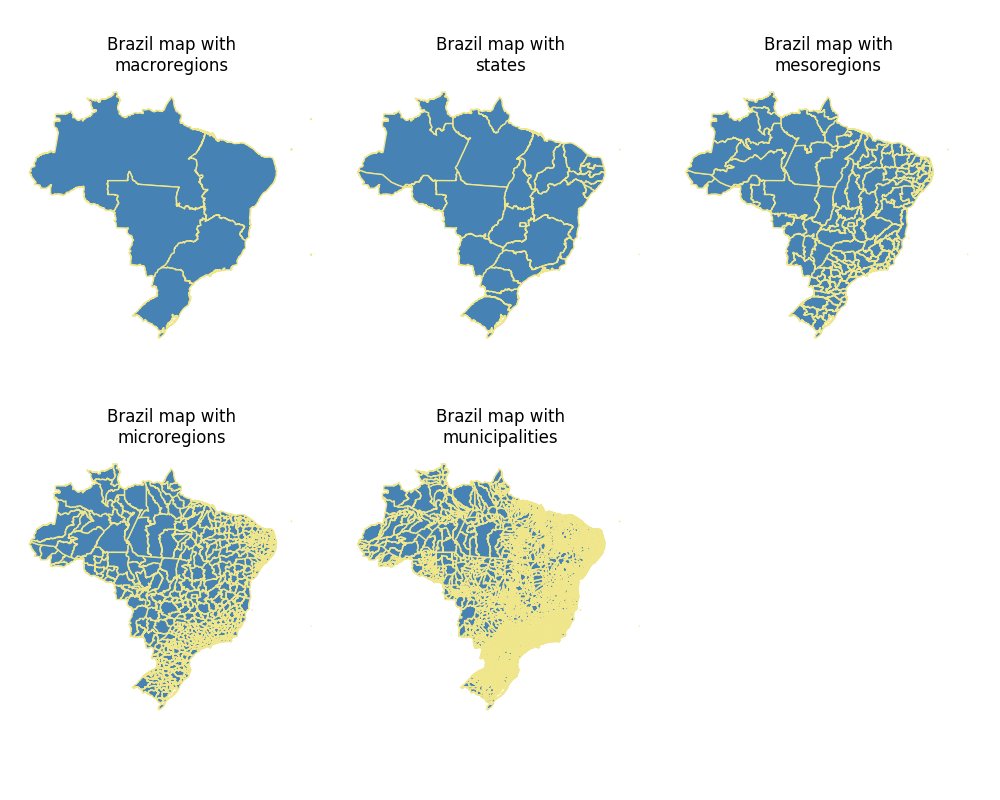 Brazil map with
macroregions
Brazil map with
states
Brazil map with
mesoregions
Brazil map with
microregions
Brazil map with
municipalities